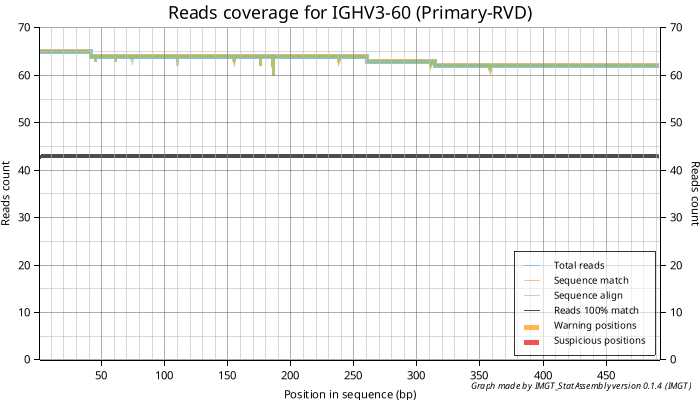 Reads coverage for IGHV3-60 (Primary-RVD)
70
60
50
40
30
20
10
0
Reads count
70
60
50
40
30
20
10
0
Reads count
Total reads
Sequence match
Sequence align
Reads 100% match
Warning positions
Suspicious positions
50 100 150 200 250 300 350 400 450
Position in sequence (bp)
Graph made by IMGT_StatAssembly version 0.1.4 (IMGT)